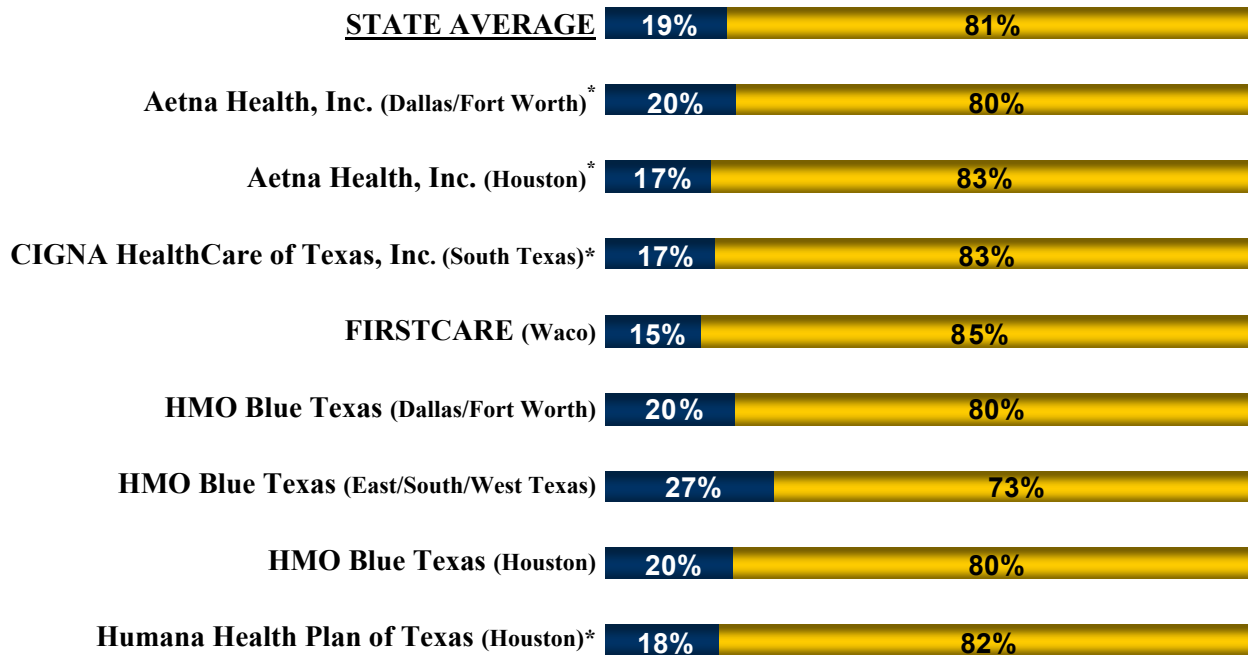 STATE AVERAGE 19% 81%
Aetna Health, Inc. (Dallas/Fort Worth)* 20% 80%
Aetna Health, Inc. (Houston)* 17% 83%
CIGNA HealthCare of Texas, Inc. (South Texas)* 17% 83%
FIRSTCARE (Waco) 15% 85%
HMO Blue Texas (Dallas/Fort Worth) 20% 80%
HMO Blue Texas (East/South/West Texas) 27% 73%
HMO Blue Texas (Houston) 20% 80%
Humana Health Plan of Texas (Houston)* 18% 82%